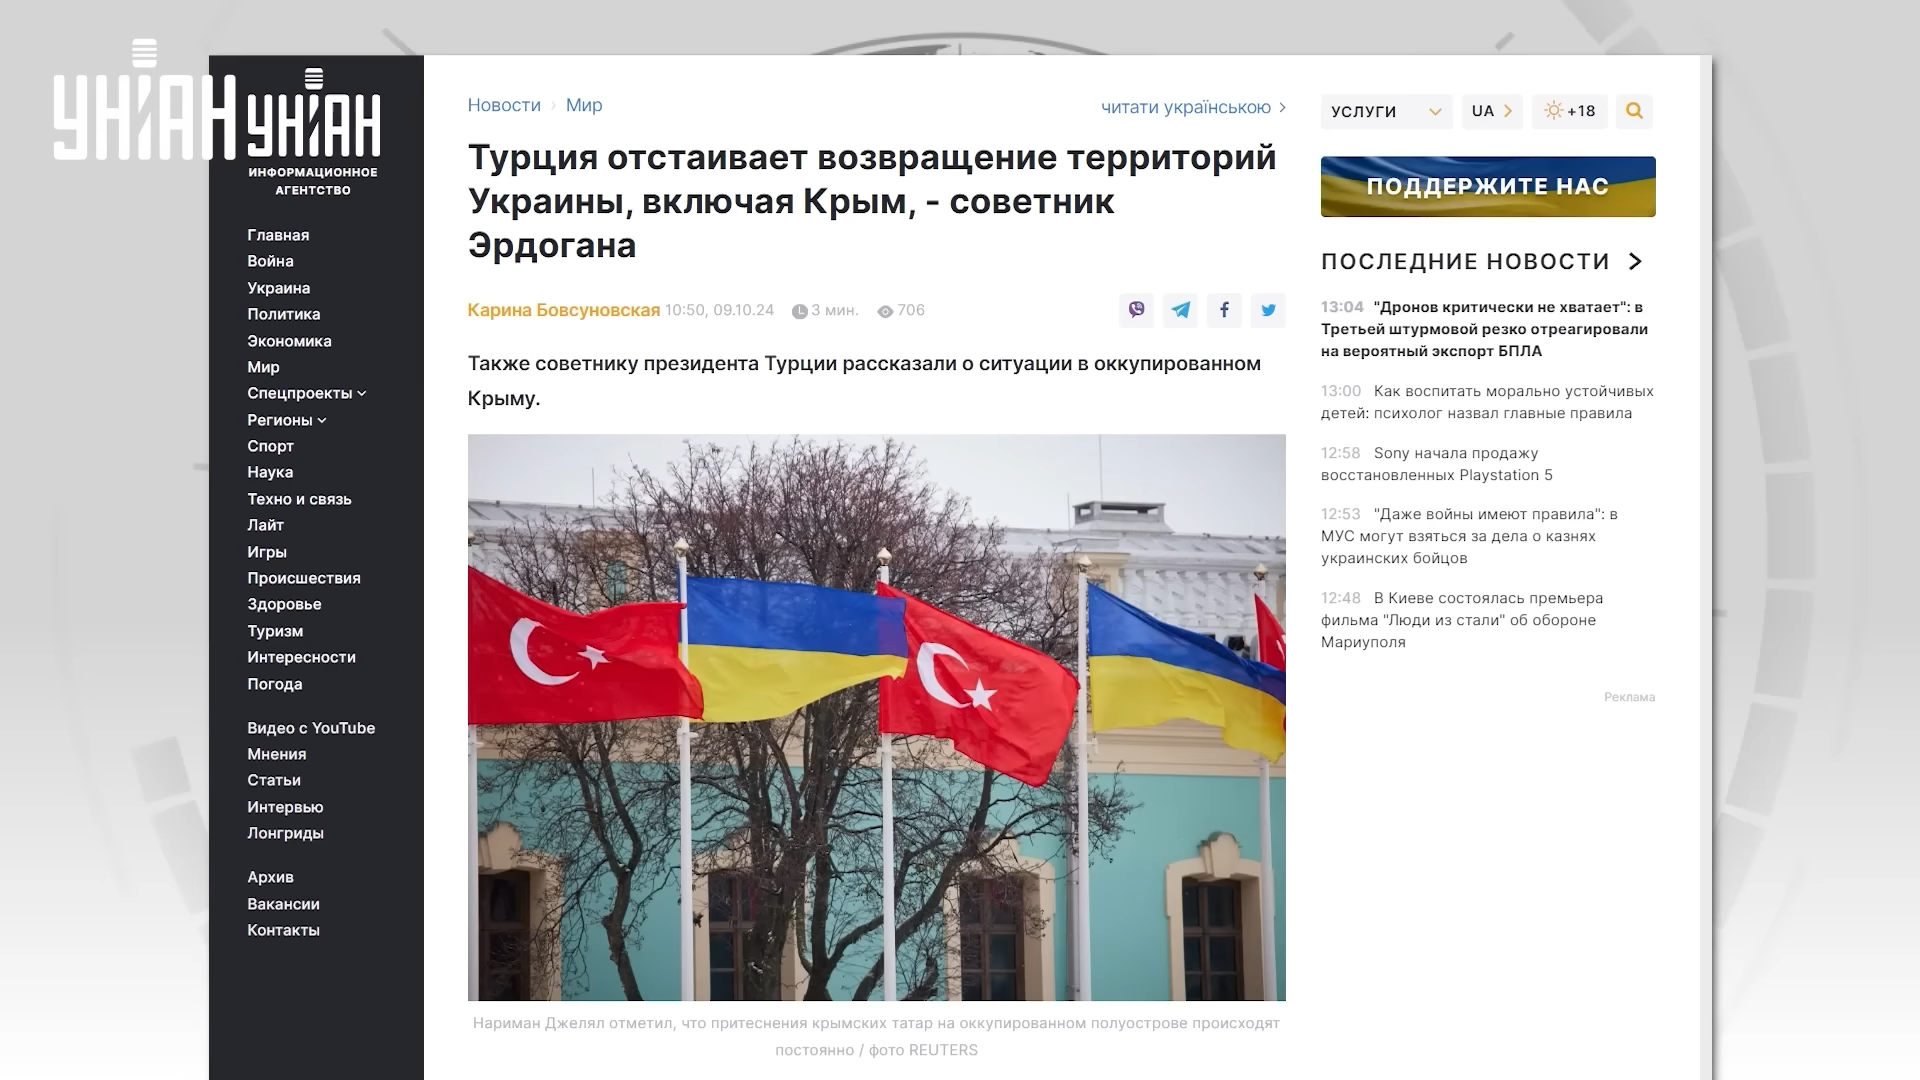 УНІАН
УНІАН
ИНФОРМАЦИОННОЕ
АГЕНТСТВО
Главная
Война
Украина
Политика
Экономика
Мир
Спецпроекты
Регионы
Спорт
Наука
Техно и связь
Лайт
Игры
Происшествия
Здоровье
Туризм
Интересности
Погода
Видео с YouTube
Мнения
Статьи
Интервью
Лонгриды
Архив
Вакансии
Контакты
Новости › Мир
читати українською
Турция отстаивает возвращение территорий
Украины, включая Крым, - советник
Эрдогана
Карина Бовсуновская 10:50, 09.10.24 3 мин. 706
Также советнику президента Турции рассказали о ситуации в оккупированном
Крыму.
Нариман Джелял отметил, что притеснения крымских татар на оккупированном полуострове происходят
постоянно / фото REUTERS
УСЛУГИ UA +18
ПОДДЕРЖИТЕ НАС
ПОСЛЕДНИЕ НОВОСТИ
13:04 "Дронов критически не хватает": в
Третьей штурмовой резко отреагировали
на вероятный экспорт БПЛА
13:00 Как воспитать морально устойчивых
детей: психолог назвал главные правила
12:58 Sony начала продажу
восстановленных Playstation 5
12:53 "Даже войны имеют правила": в
МУС могут взяться за дела о казнях
украинских бойцов
12:48 В Киеве состоялась премьера
фильма "Люди из стали" об обороне
Мариуполя
Реклама